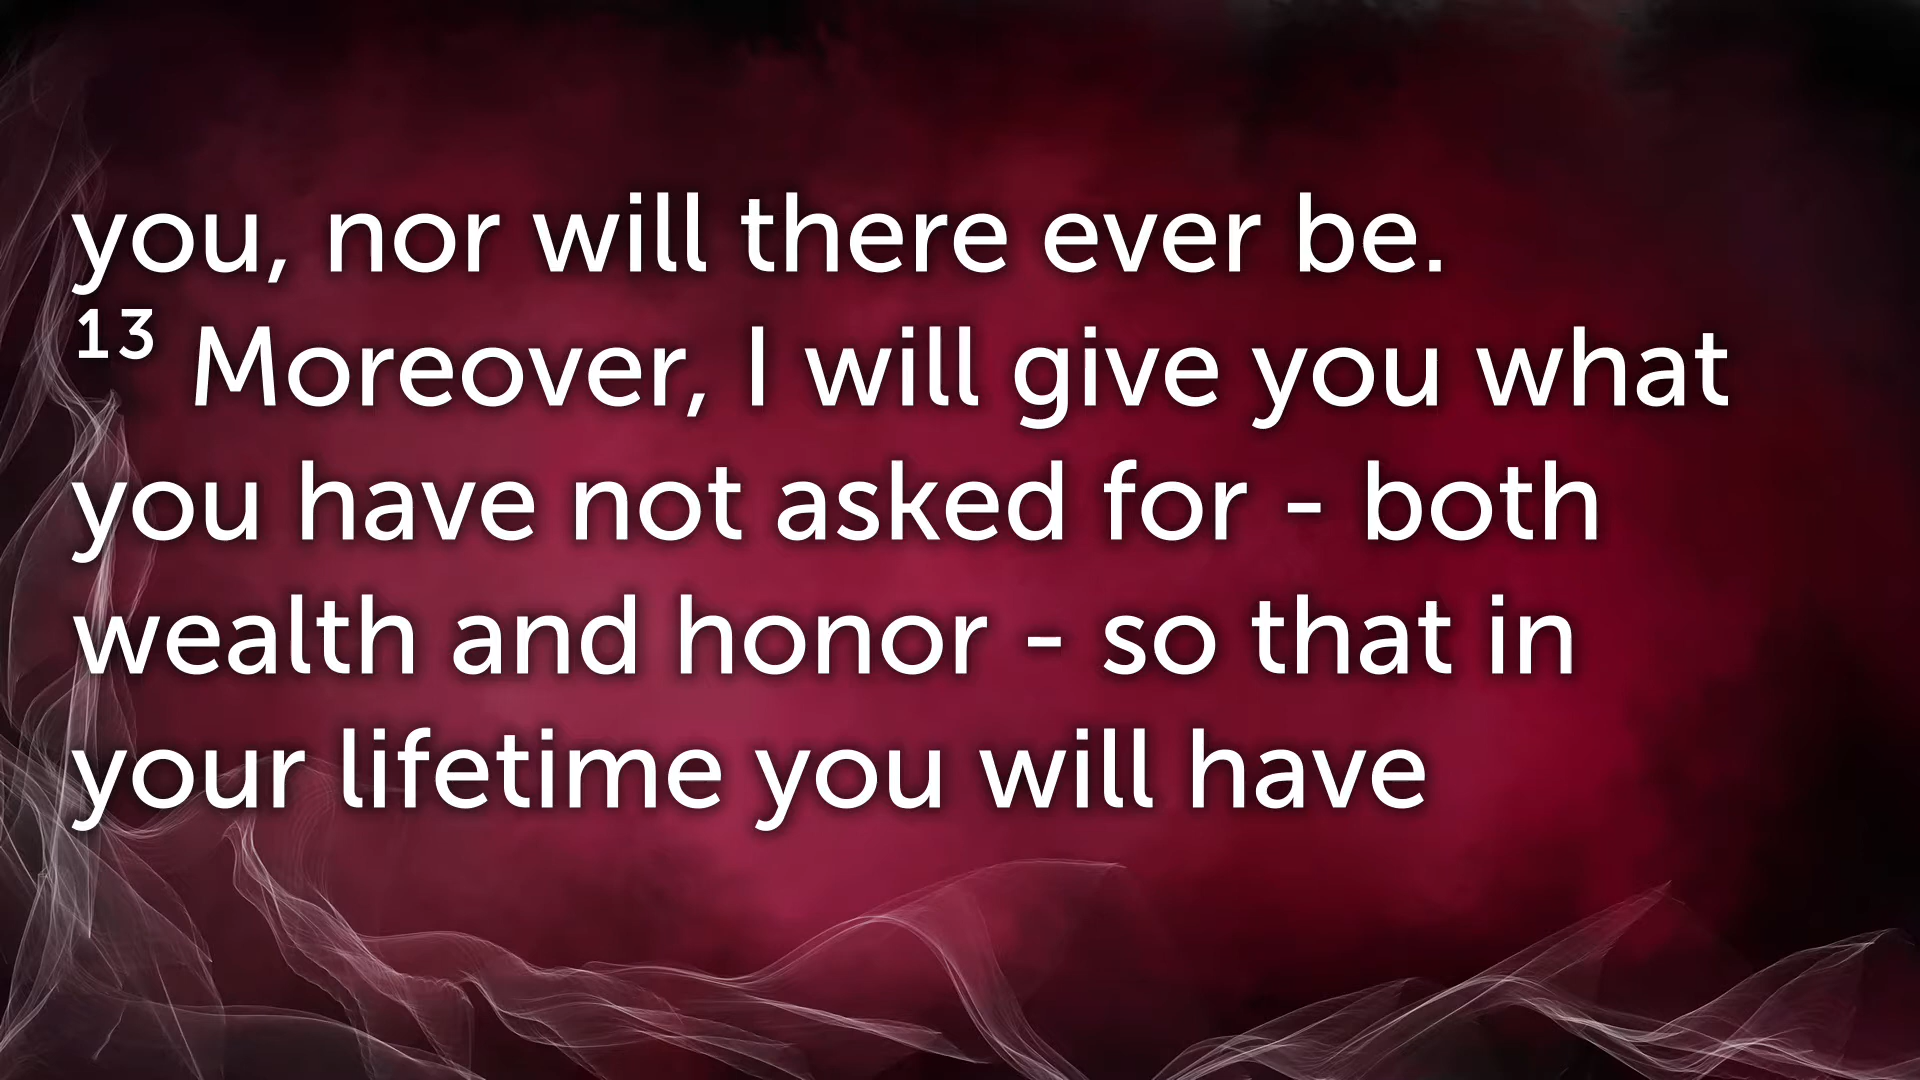 you, nor will there ever be.
¹³ Moreover, I will give you what
you have not asked for - both
wealth and honor - so that in
your lifetime you will have